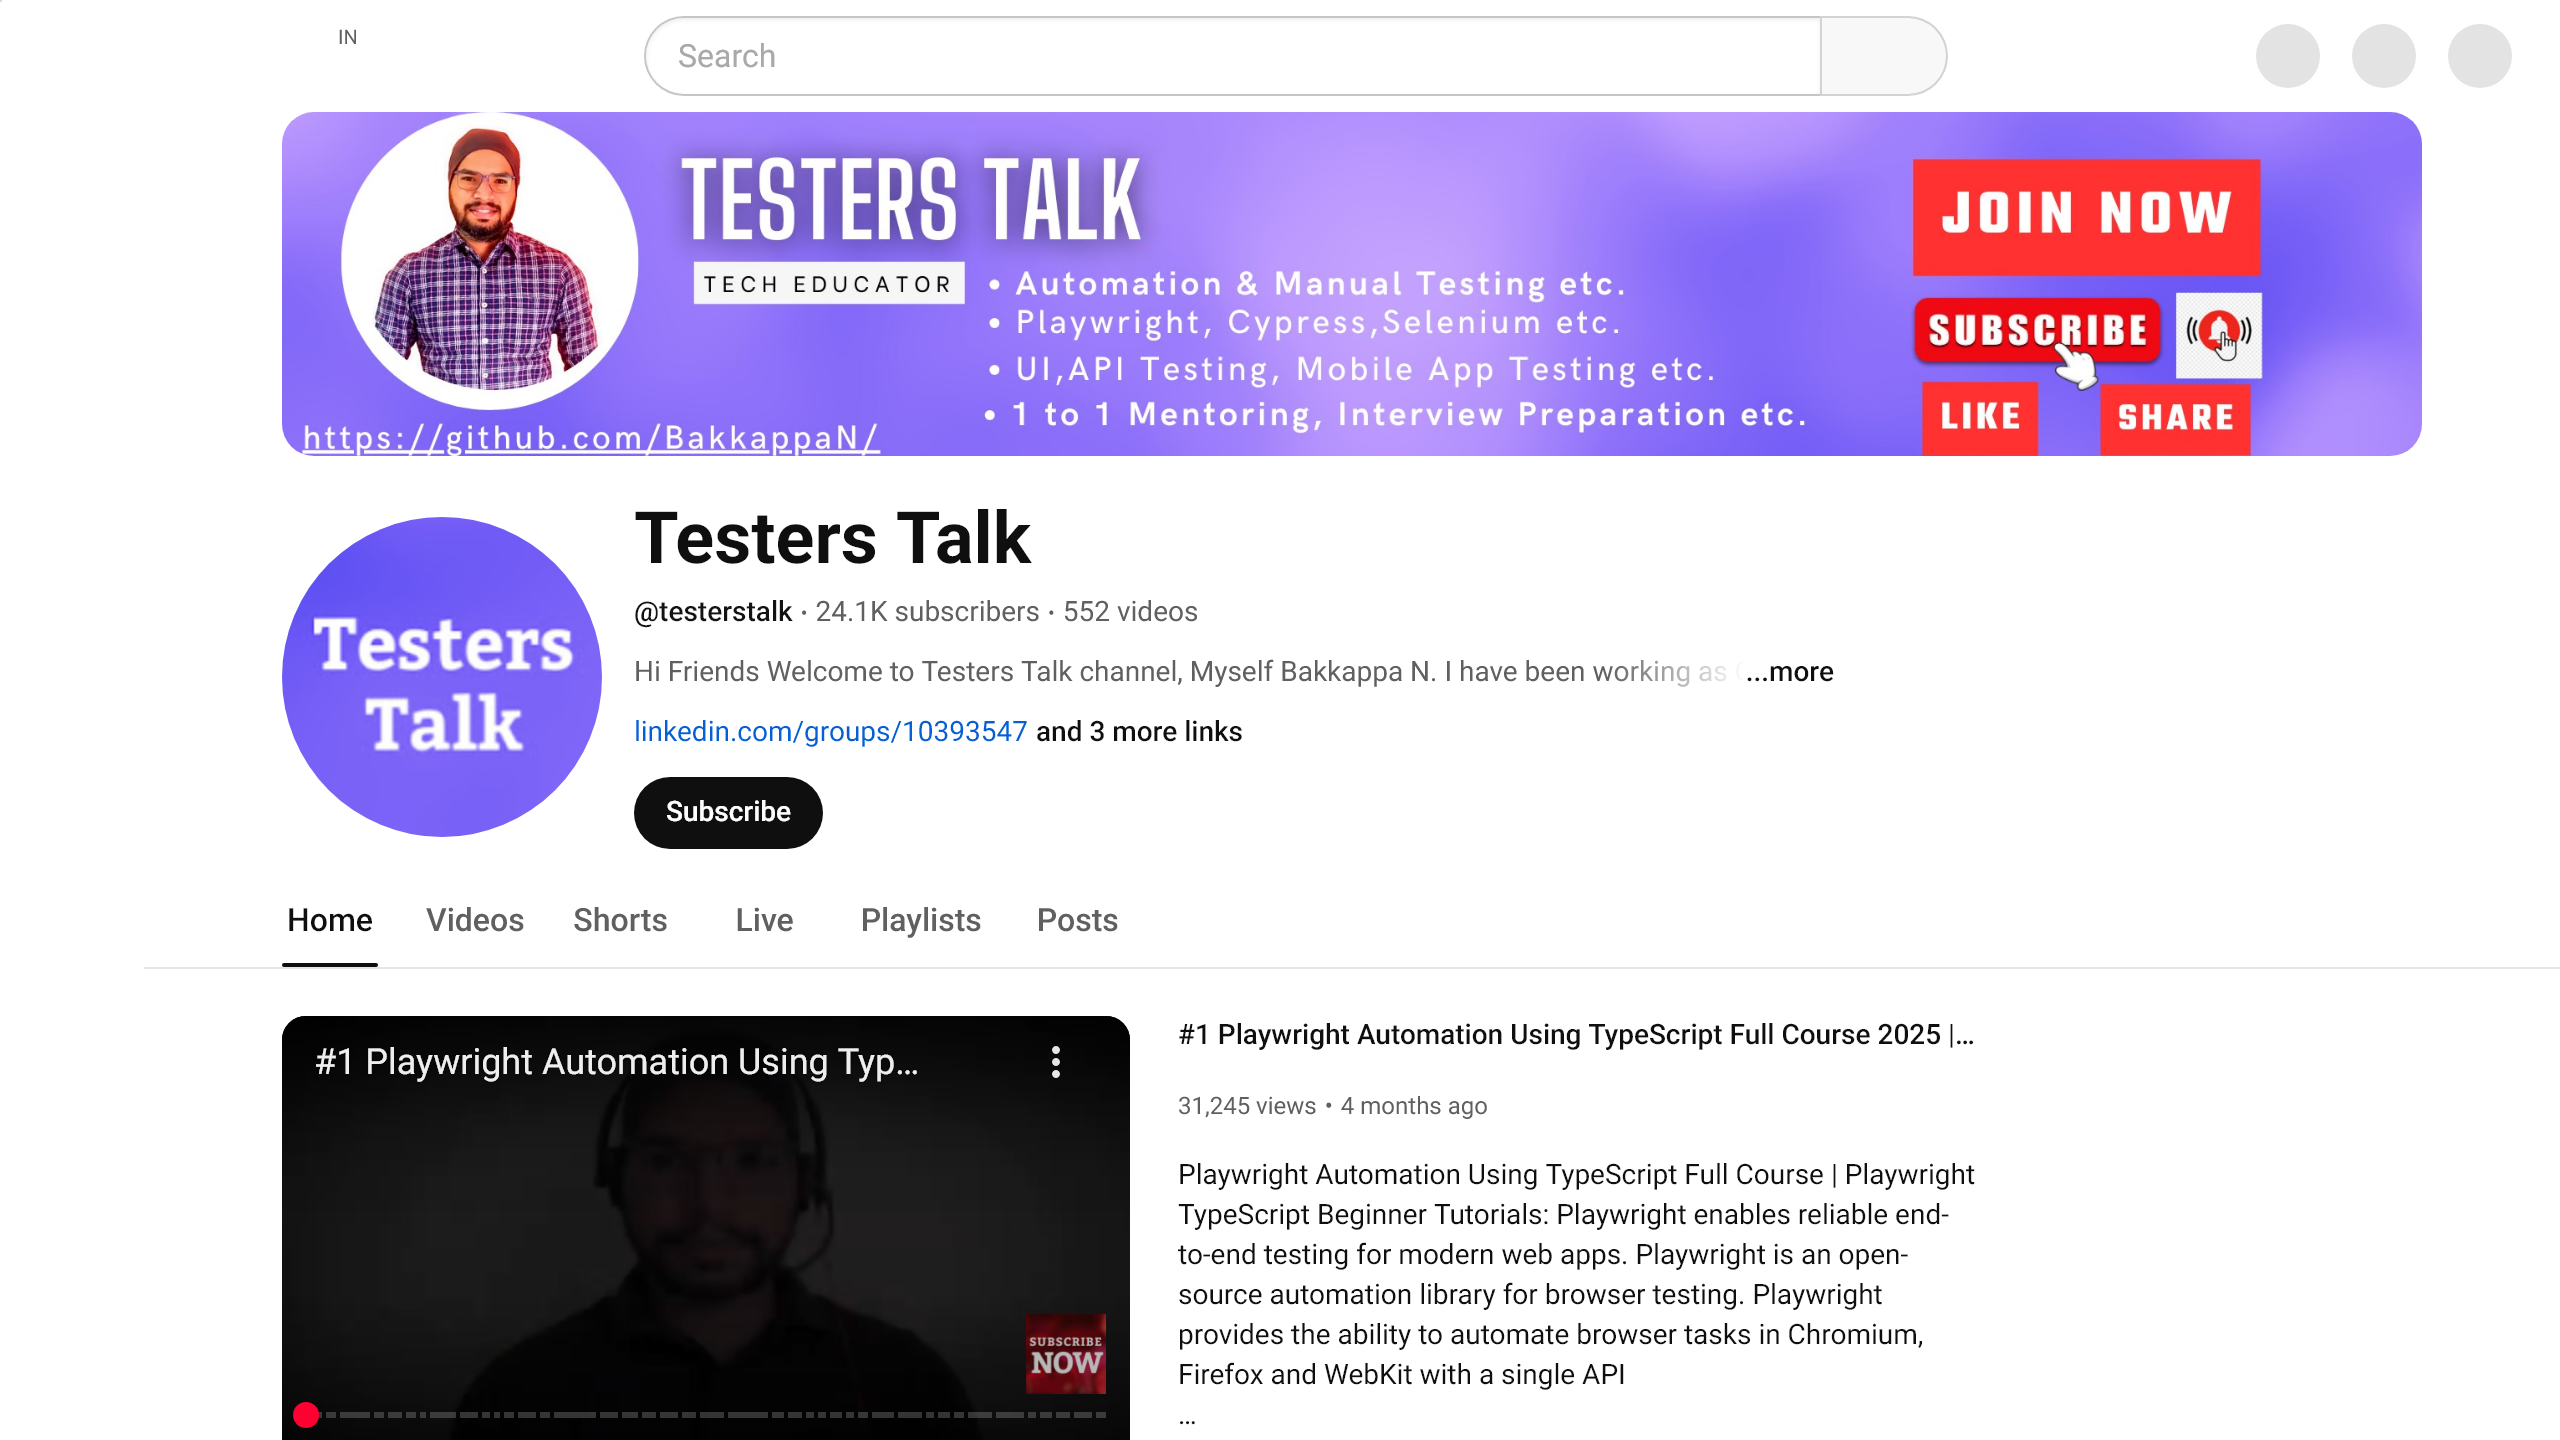 IN
Search
TESTERS TALK
TECH EDUCATOR
• Automation & Manual Testing etc.
• Playwright, Cypress,Selenium etc.
• UI,API Testing, Mobile App Testing etc.
• 1 to 1 Mentoring, Interview Preparation etc.
https://github.com/BakkappaN/
JOIN NOW
SUBSCRIBE
LIKE
SHARE
Testers
Talk
Testers Talk
@testerstalk • 24.1K subscribers • 552 videos
Hi Friends Welcome to Testers Talk channel, Myself Bakkappa N. I have been working as ...more
linkedin.com/groups/10393547 and 3 more links
Subscribe
Home Videos Shorts Live Playlists Posts
#1 Playwright Automation Using Typ...
SUBSCRIBE
NOW
#1 Playwright Automation Using TypeScript Full Course 2025 |...
31,245 views • 4 months ago
Playwright Automation Using TypeScript Full Course | Playwright
TypeScript Beginner Tutorials: Playwright enables reliable end-
to-end testing for modern web apps. Playwright is an open-
source automation library for browser testing. Playwright
provides the ability to automate browser tasks in Chromium,
Firefox and WebKit with a single API
...